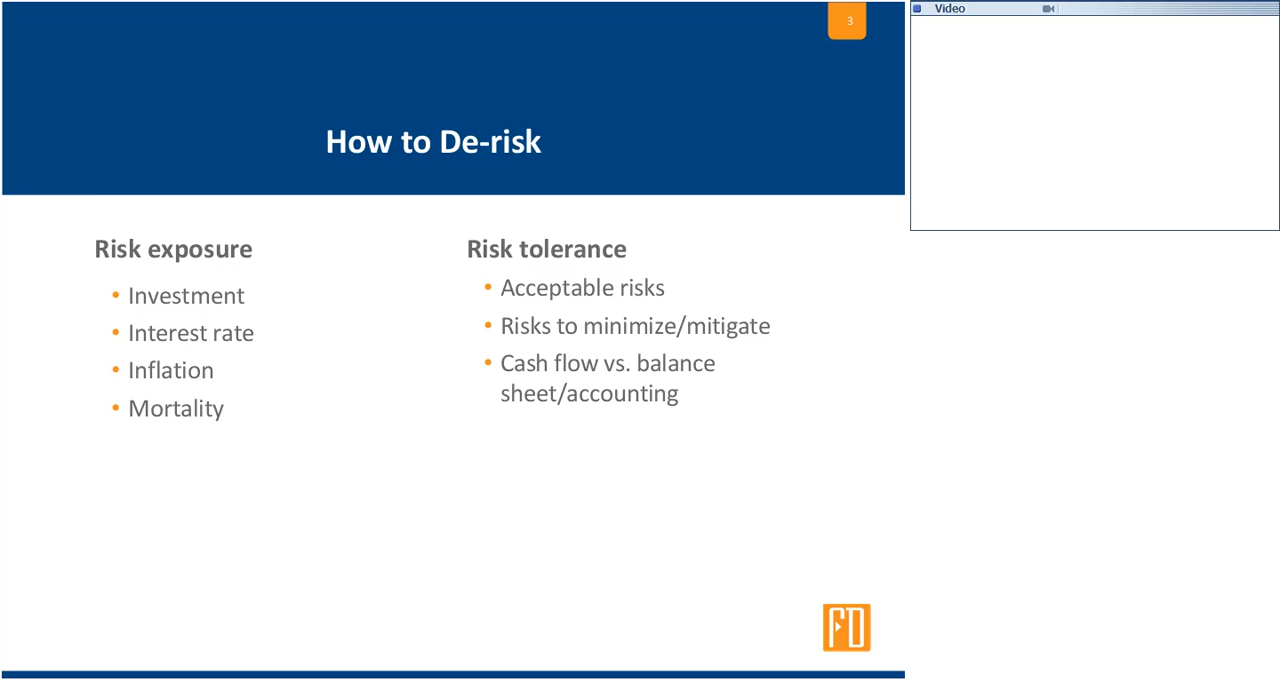 3
Video
How to De-risk
Risk exposure
• Investment
• Interest rate
• Inflation
• Mortality
Risk tolerance
• Acceptable risks
• Risks to minimize/mitigate
• Cash flow vs. balance
sheet/accounting
FD